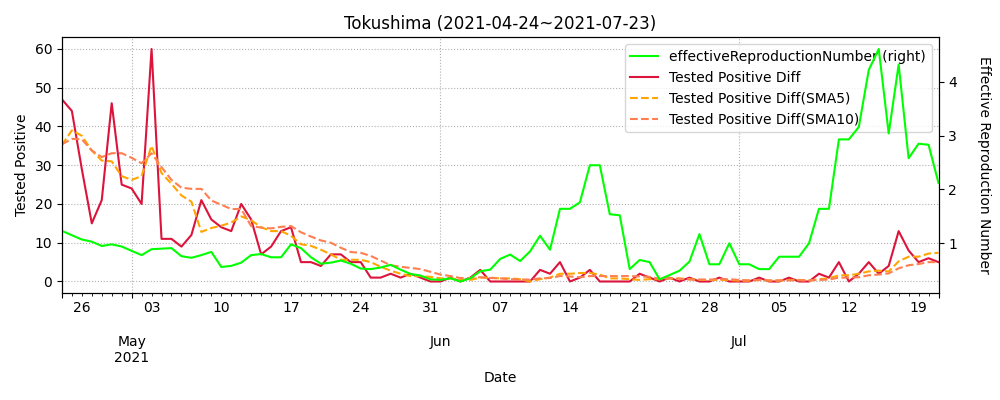 Tokushima (2021-04-24~2021-07-23)
effectiveReproductionNumber (right)
Tested Positive Diff
Tested Positive Diff(SMA5)
Tested Positive Diff(SMA10)
Tested Positive
60
50
40
30
20
10
0
Effective Reproduction Number
4
3
2
1
26 03 10 17 24 31 07 14 21 28 05 12 19
May Jun Jul
2021
Date